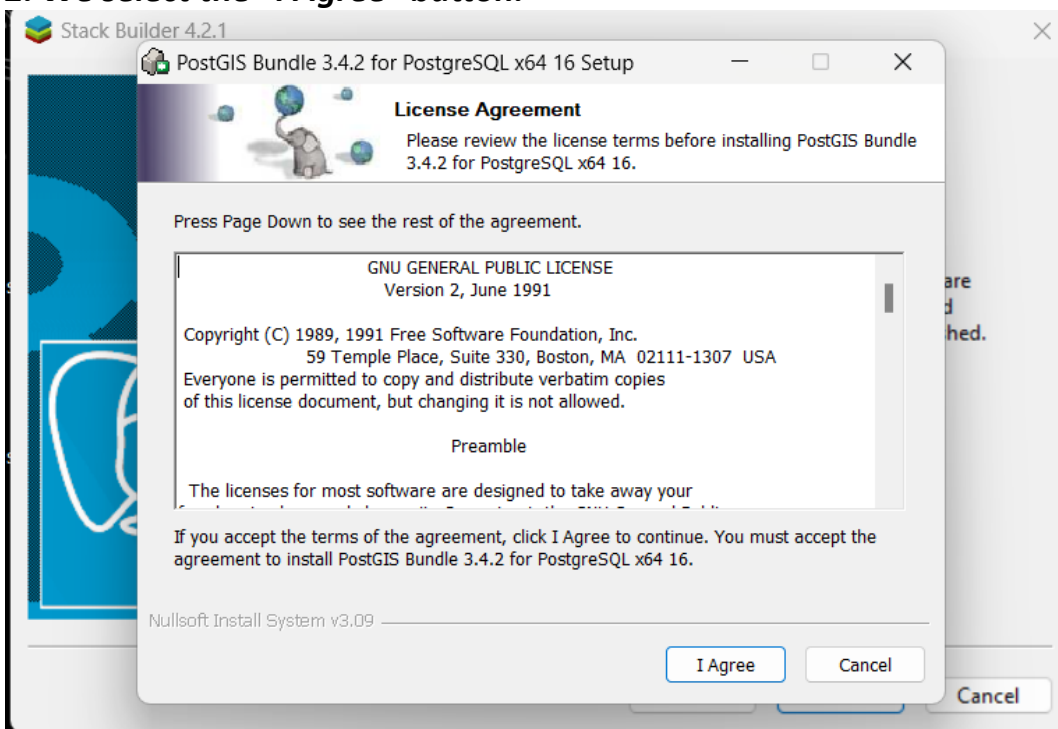 Stack Builder 4.2.1
PostGIS Bundle 3.4.2 for PostgreSQL x64 16 Setup
License Agreement
Please review the license terms before installing PostGIS Bundle
3.4.2 for PostgreSQL x64 16.
Press Page Down to see the rest of the agreement.
GNU GENERAL PUBLIC LICENSE
Version 2, June 1991
Copyright (C) 1989, 1991 Free Software Foundation, Inc.
59 Temple Place, Suite 330, Boston, MA 02111-1307 USA
Everyone is permitted to copy and distribute verbatim copies
of this license document, but changing it is not allowed.
Preamble
The licenses for most software are designed to take away your
If you accept the terms of the agreement, click I Agree to continue. You must accept the
agreement to install PostGIS Bundle 3.4.2 for PostgreSQL x64 16.
Nullsoft Install System v3.09
I Agree
Cancel
Cancel